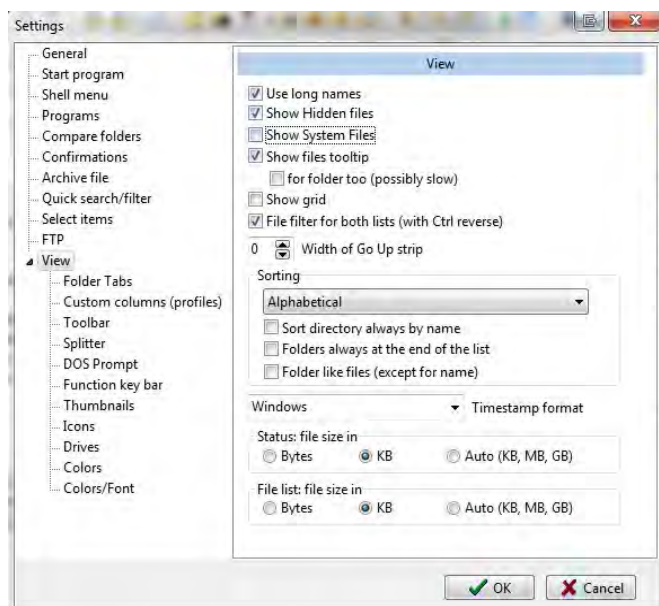 Settings
General
Start program
Shell menu
Programs
Compare folders
Confirmations
Archive file
Quick search/filter
Select items
FTP
View
Folder Tabs
Custom columns (profiles)
Toolbar
Splitter
DOS Prompt
Function key bar
Thumbnails
Icons
Drives
Colors
Colors/Font
View
Use long names
Show Hidden files
Show System Files
Show files tooltip
for folder too (possibly slow)
Show grid
File filter for both lists (with Ctrl reverse)
0 Width of Go Up strip
Sorting
Alphabetical
Sort directory always by name
Folders always at the end of the list
Folder like files (except for name)
Windows Timestamp format
Status: file size in
Bytes KB Auto (KB, MB, GB)
File list: file size in
Bytes KB Auto (KB, MB, GB)
OK Cancel